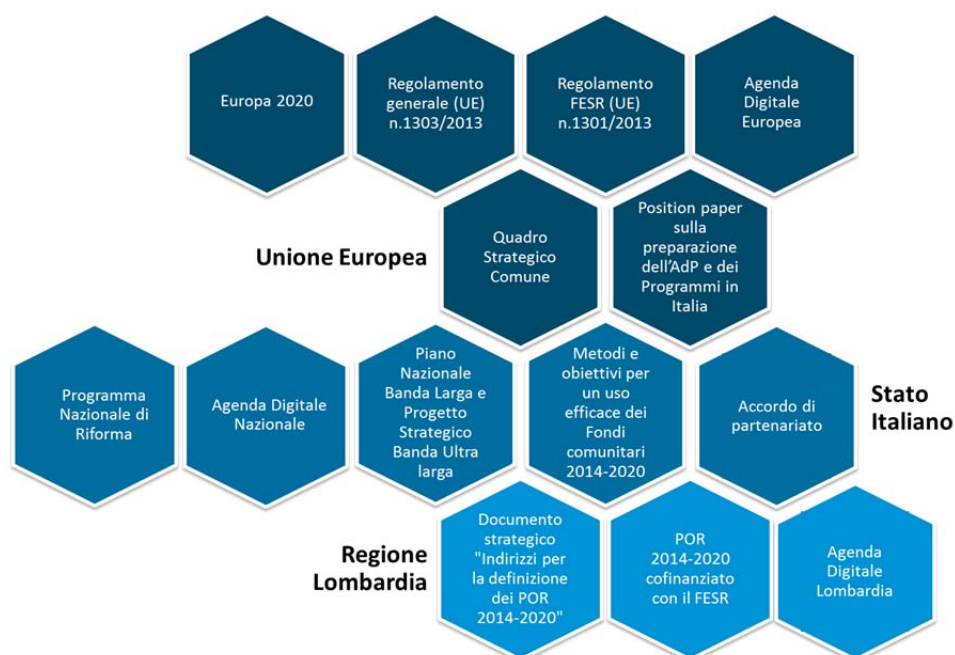 Europa 2020
Regolamento
generale (UE)
n.1303/2013
Regolamento
FESR (UE)
n.1301/2013
Agenda
Digitale
Europea
Unione Europea
Quadro
Strategico
Comune
Position paper
sulla
preparazione
dell'AdP e dei
Programmi in
Italia
Programma
Nazionale di
Riforma
Agenda Digitale
Nazionale
Piano
Nazionale
Banda Larga e
Progetto
Strategico
Banda Ultra
larga
Metodi e
obiettivi per
un uso
efficace dei
Fondi
comunitari
2014-2020
Accordo di
partenariato
Stato
Italiano
Regione
Lombardia
Documento
strategico
"Indirizzi per
la definizione
dei POR
2014-2020"
POR
2014-2020
cofinanziato
con il FESR
Agenda
Digitale
Lombardia